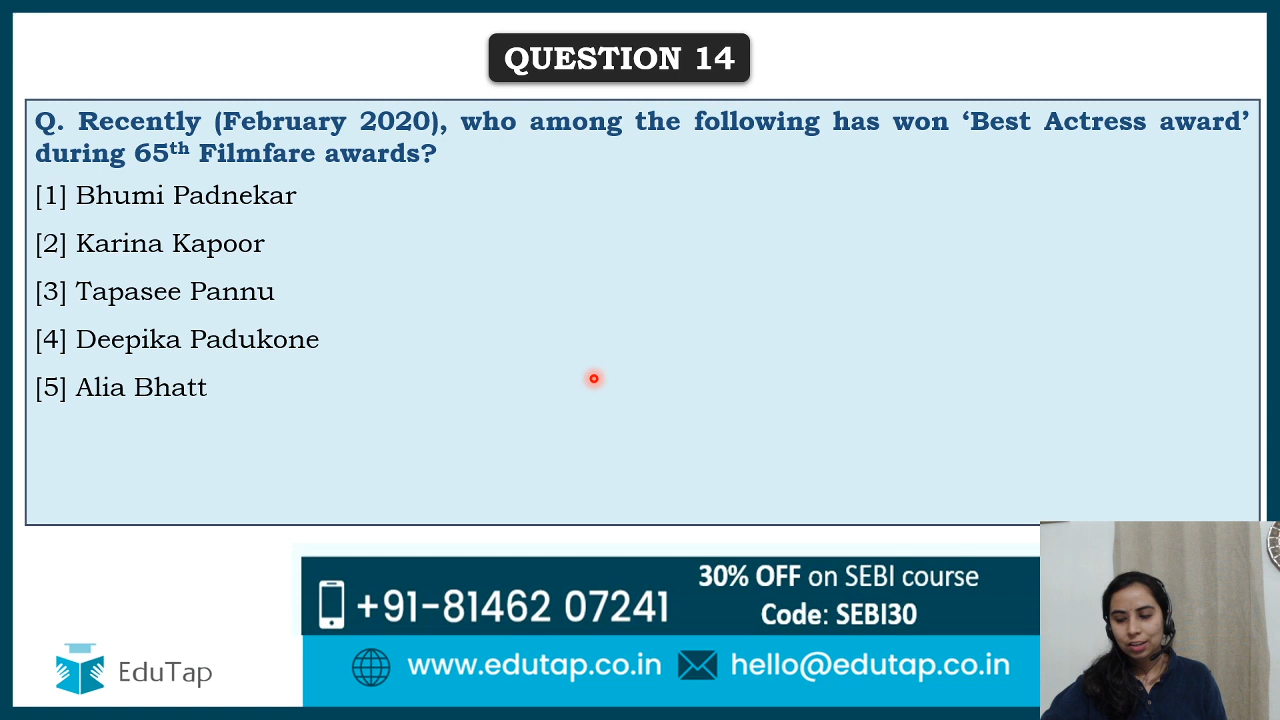 QUESTION 14
Q. Recently (February 2020), who among the following has won ‘Best Actress award’
during 65th Filmfare awards?
[1] Bhumi Padnekar
[2] Karina Kapoor
[3] Tapasee Pannu
[4] Deepika Padukone
[5] Alia Bhatt
30% OFF on SEBI course
+91-81462 07241
Code: SEBI30
EduTap
www.edutap.co.in
hello@edutap.co.in